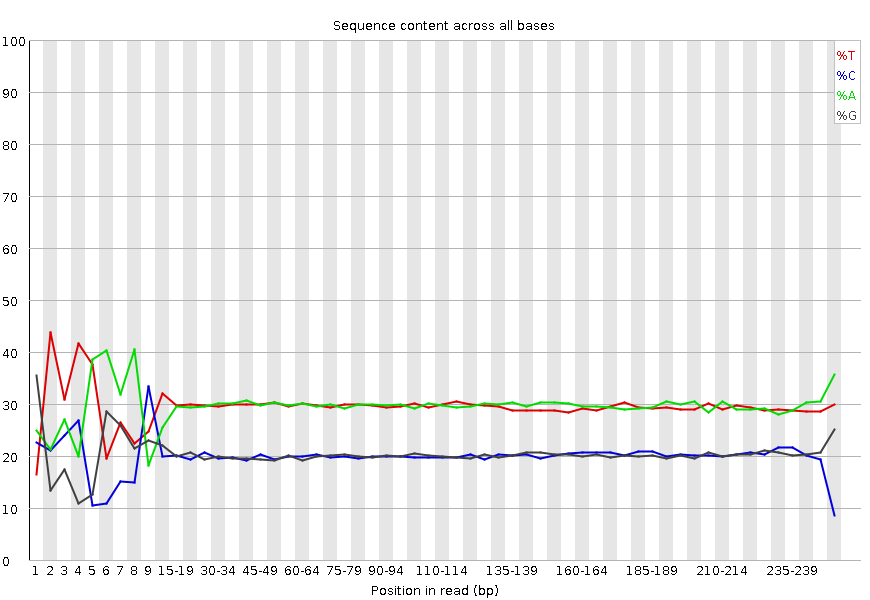 Sequence content across all bases
100
90
80
70
60
50
40
30
20
10
0
%T
%C
%A
%G
1 2 3 4 5 6 7 8 9 15-19 30-34 45-49 60-64 75-79 90-94 110-114 135-139 160-164 185-189 210-214 235-239
Position in read (bp)